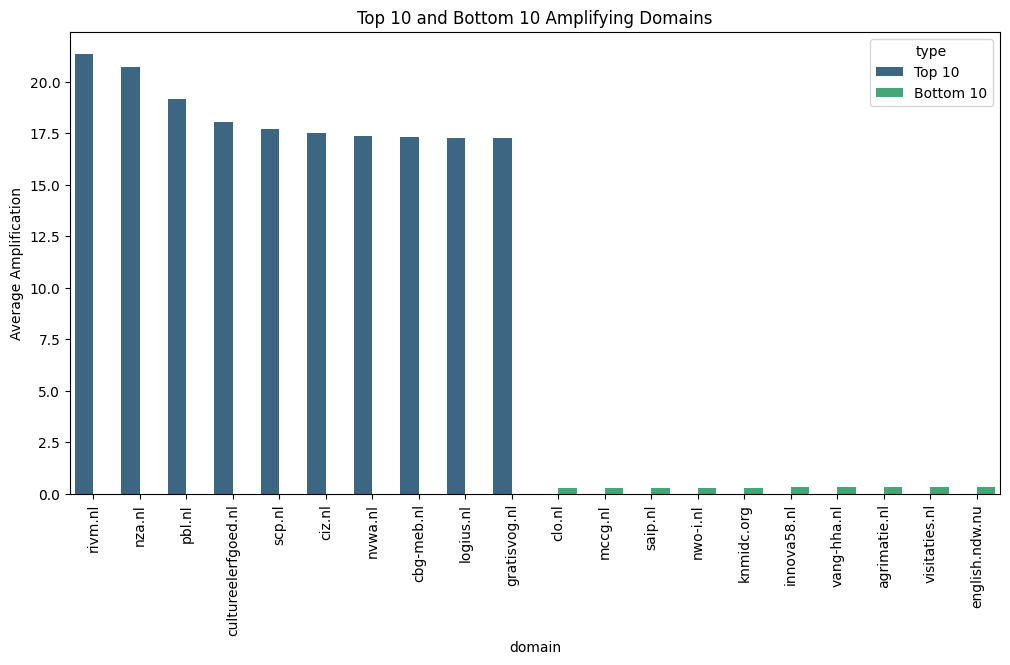 Top 10 and Bottom 10 Amplifying Domains
type
Top 10
Bottom 10
Average Amplification
20.0
17.5
15.0
12.5
10.0
7.5
5.0
2.5
0.0
rivm.nl
nza.nl
pbl.nl
cultureelerfgoed.nl
scp.nl
ciz.nl
nvwa.nl
cbg-meb.nl
logius.nl
gratisvog.nl
clo.nl
mccg.nl
saip.nl
nwo-i.nl
knmidc.org
innova58.nl
vang-hha.nl
agrimatie.nl
visitaties.nl
english.ndw.nu
domain